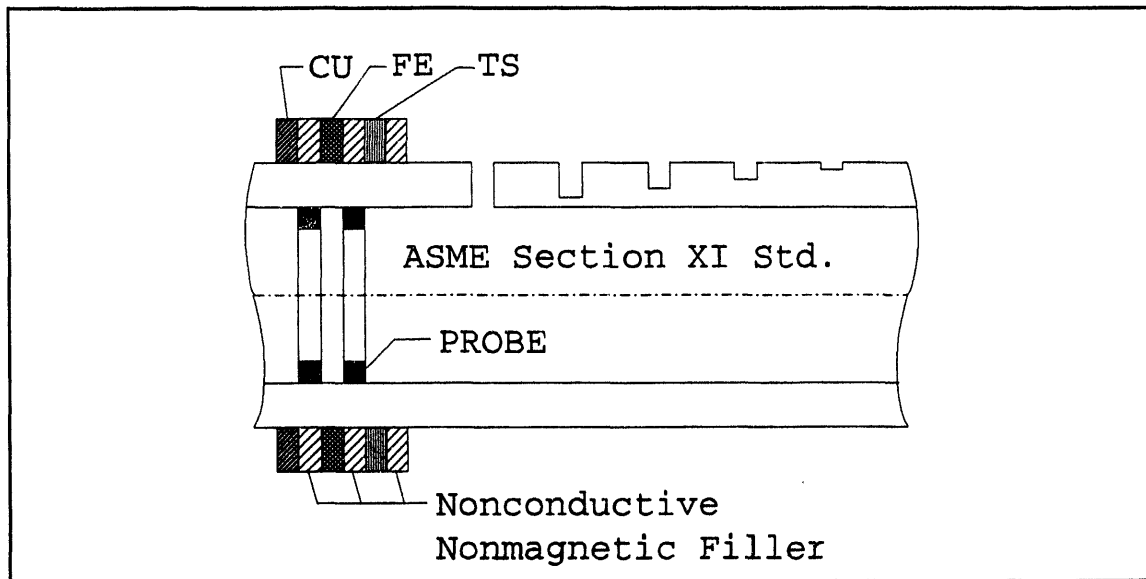 CU FE TS
ASME Section XI Std.
PROBE
Nonconductive
Nonmagnetic Filler